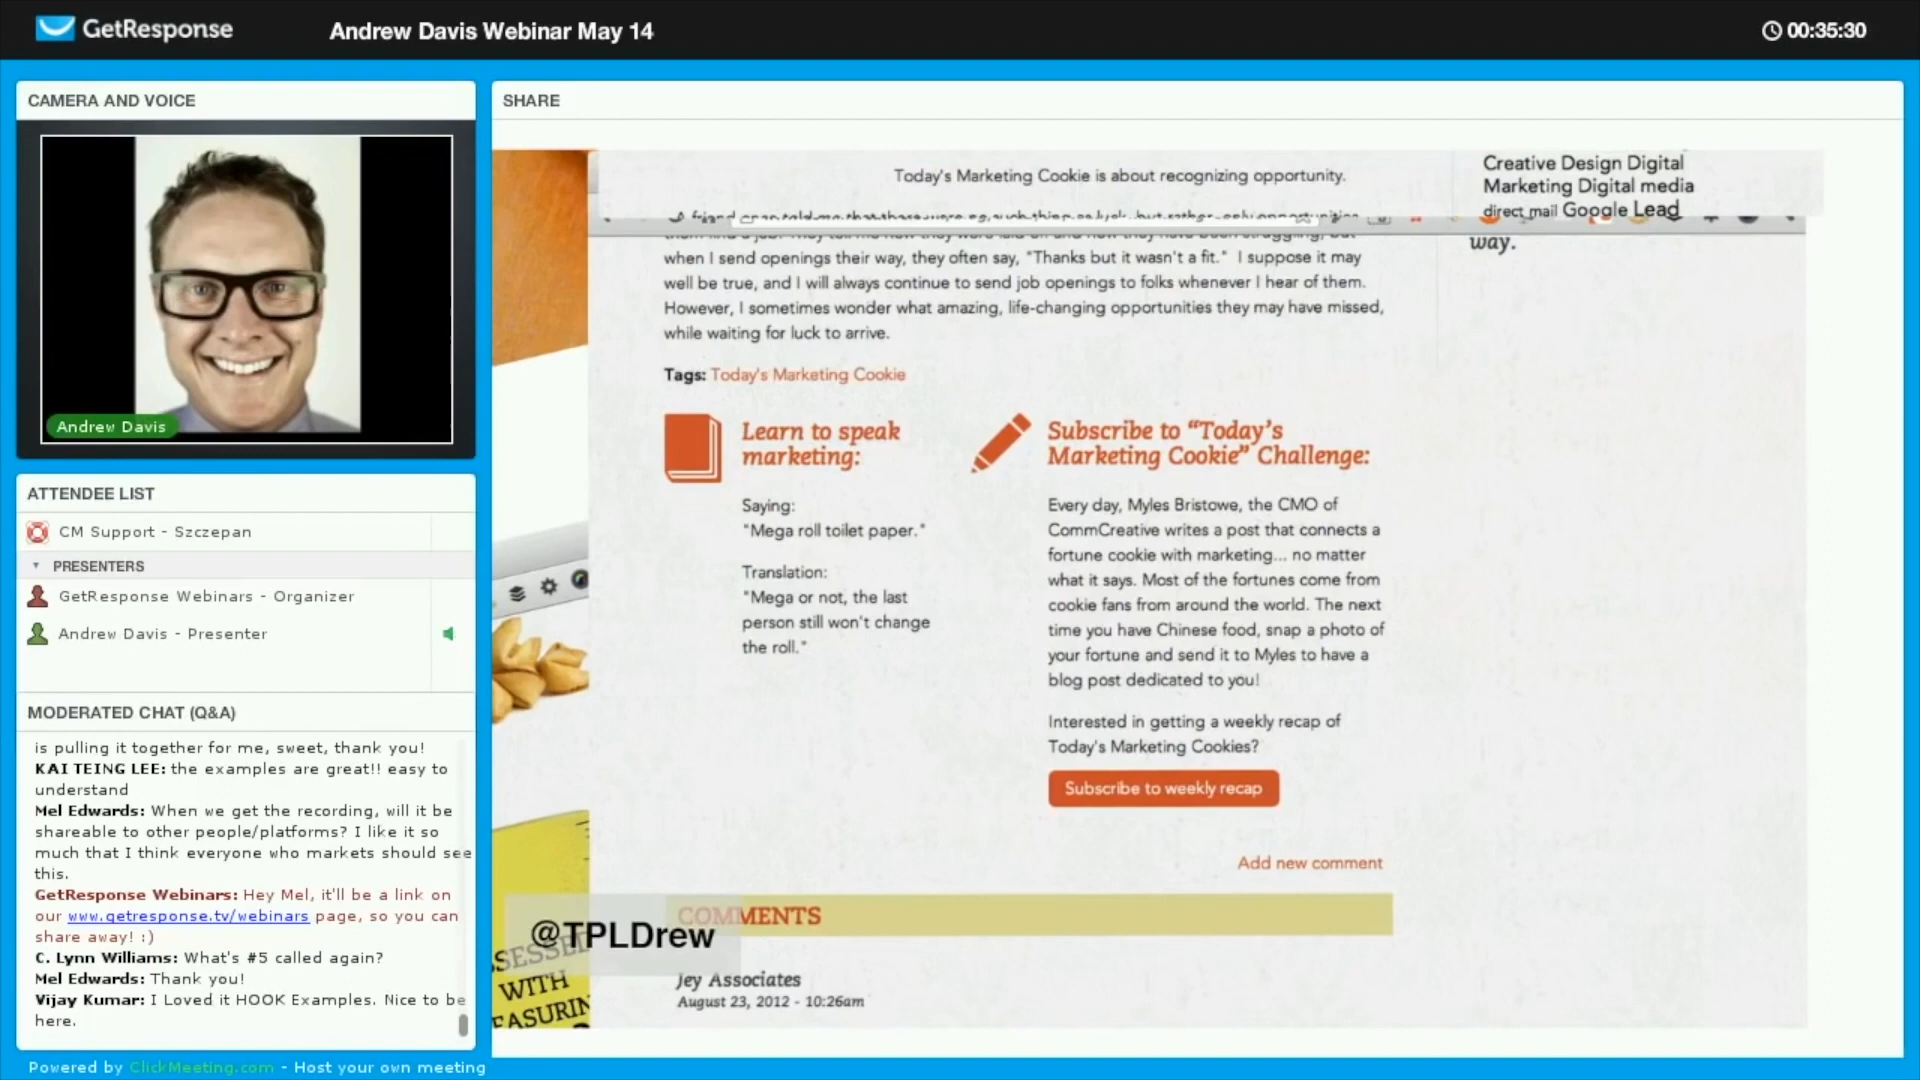 GetResponse
Andrew Davis Webinar May 14
00:35:30
CAMERA AND VOICE
Andrew Davis
ATTENDEE LIST
CM Support - Szczepan
PRESENTERS
GetResponse Webinars - Organizer
Andrew Davis - Presenter
MODERATED CHAT (Q&A)
is pulling it together for me, sweet, thank you!
KAI TEING LEE: the examples are great!! easy to
understand
Mel Edwards: When we get the recording, will it be
shareable to other people/platforms? I like it so
much that I think everyone who markets should see
this.
GetResponse Webinars: Hey Mel, it'll be a link on
our www.getresponse.tv/webinars page, so you can
share away! :)
C. Lynn Williams: What's #5 called again?
Mel Edwards: Thank you!
Vijay Kumar: I Loved it HOOK Examples. Nice to be
here.
Powered by ClickMeeting.com - Host your own meeting
SHARE
Today's Marketing Cookie is about recognizing opportunity.
Creative Design Digital
Marketing Digital media
direct mail Google Lead
way.
when I send openings their way, they often say, "Thanks but it wasn't a fit." I suppose it may
well be true, and I will always continue to send job openings to folks whenever I hear of them.
However, I sometimes wonder what amazing, life-changing opportunities they may have missed,
while waiting for luck to arrive.
Tags: Today's Marketing Cookie
Learn to speak
marketing:
Saying:
"Mega roll toilet paper."
Translation:
"Mega or not, the last
person still won't change
the roll."
Subscribe to “Today’s
Marketing Cookie” Challenge:
Every day, Myles Bristowe, the CMO of
CommCreative writes a post that connects a
fortune cookie with marketing... no matter
what it says. Most of the fortunes come from
cookie fans from around the world. The next
time you have Chinese food, snap a photo of
your fortune and send it to Myles to have a
blog post dedicated to you!
Interested in getting a weekly recap of
Today's Marketing Cookies?
Subscribe to weekly recap
Add new comment
COMMENTS
@TPLDrew
WITH
Jey Associates
August 23, 2012 - 10:26am